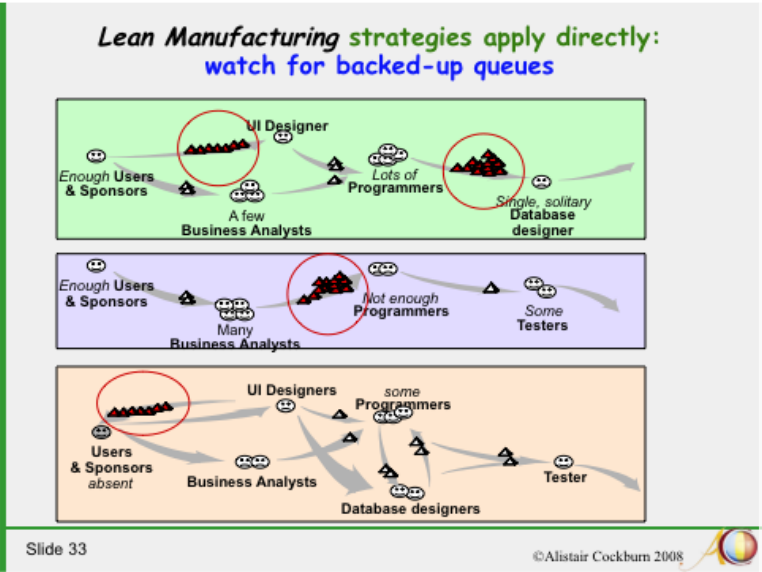 Lean Manufacturing strategies apply directly:
watch for backed-up queues
UI Designer
Enough Users
& Sponsors
A few
Business Analysts
Lots of
Programmers
Single, solitary
Database
designer
Enough Users
& Sponsors
Many
Business Analysts
Not enough
Programmers
Some
Testers
UI Designers
some
Programmers
Users
& Sponsors
absent
Business Analysts
Database designers
Tester
Slide 33
©Alistair Cockburn 2008